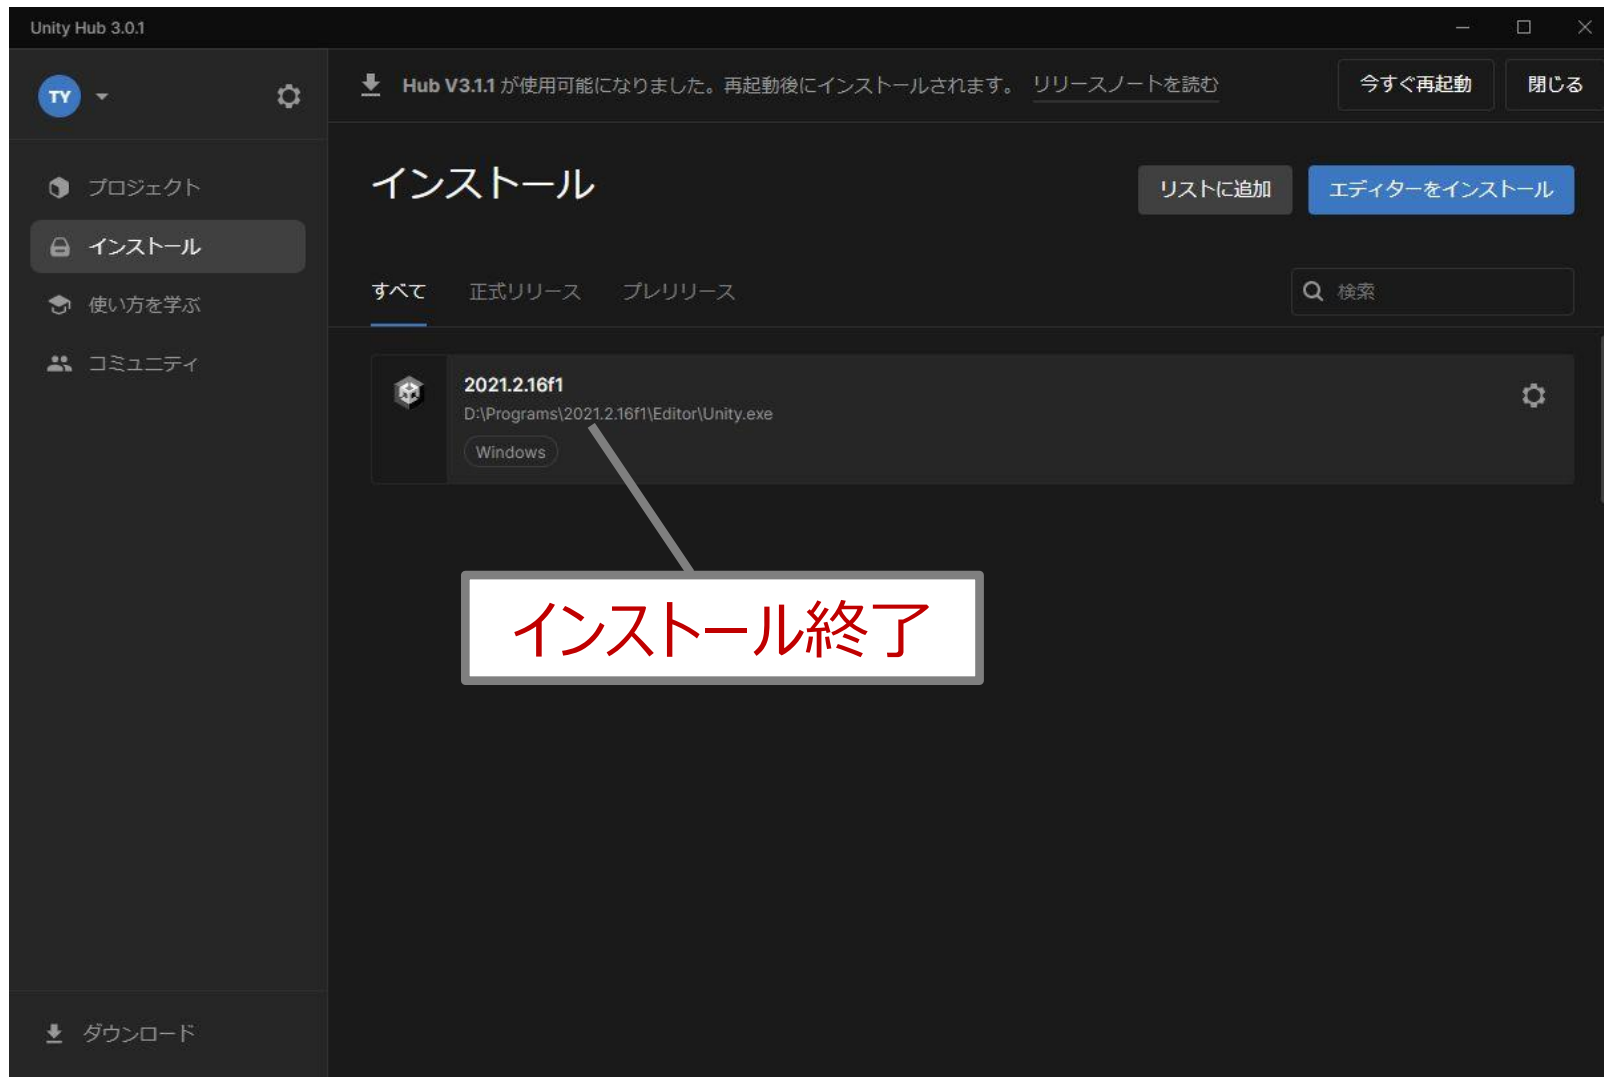 Unity Hub 3.0.1
TY
Hub V3.1.1 が使用可能になりました。再起動後にインストールされます。 リリースノートを読む 今すぐ再起動 閉じる
プロジェクト
インストール
使い方を学ぶ
コミュニティ
ダウンロード
インストール
リストに追加 エディターをインストール
すべて 正式リリース プレリリース 検索
2021.2.16f1
D:\Programs\2021.2.16f1\Editor\Unity.exe
Windows
インストール終了